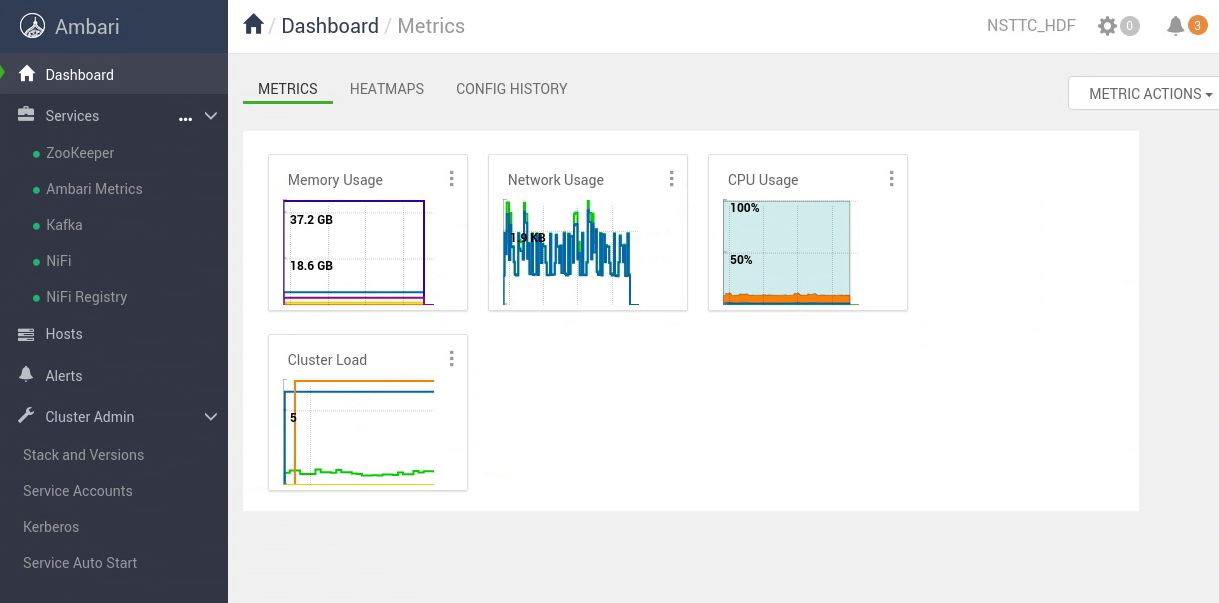 Ambari
/ Dashboard / Metrics
NSTTC_HDF
0
3
Dashboard
Services
...
ZooKeeper
Ambari Metrics
Kafka
NiFi
NiFi Registry
Hosts
Alerts
Cluster Admin
Stack and Versions
Service Accounts
Kerberos
Service Auto Start
METRICS
HEATMAPS
CONFIG HISTORY
METRIC ACTIONS
Memory Usage
37.2 GB
18.6 GB
Network Usage
1.9 KB
CPU Usage
100%
50%
Cluster Load
5